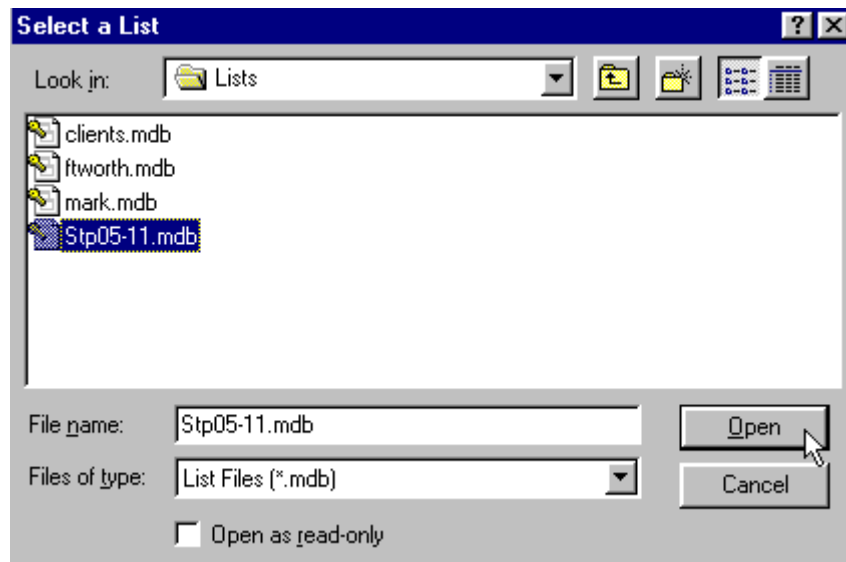 Select a List
Look in: Lists
clients.mdb
ftworth.mdb
mark.mdb
Stp05-11.mdb
File name: Stp05-11.mdb Open
Files of type: List Files (*.mdb) Cancel
Open as read-only